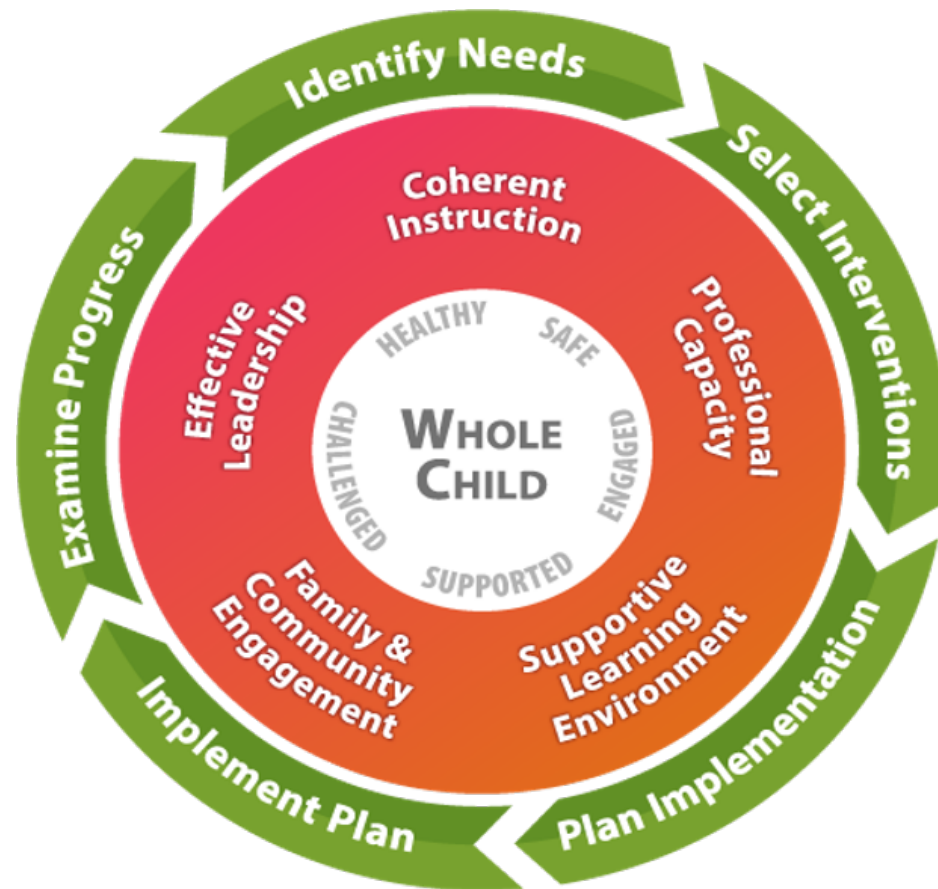 Identify Needs
Select Interventions
Plan Implementation
Implement Plan
Examine Progress
Coherent
Instruction
Professional
Capacity
Supportive
Learning
Environment
Family &
Community
Engagement
Effective
Leadership
HEALTHY
SAFE
ENGAGED
SUPPORTED
CHALLENGED
WHOLE
CHILD